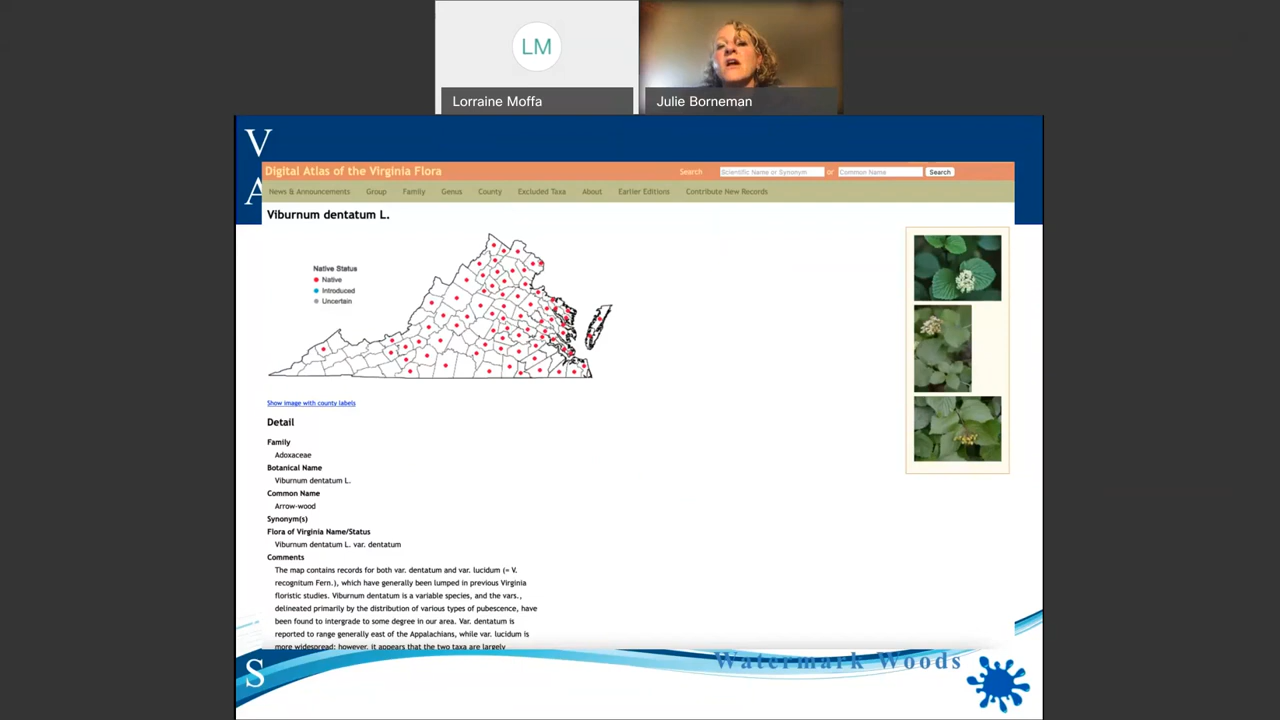 LM
Lorraine Moffa
Julie Borneman
V
A
S
Digital Atlas of the Virginia Flora
Search
Scientific Name or Synonym
or
Common Name
Search
News & Announcements Group Family Genus County Excluded Taxa About Earlier Editions Contribute New Records
Viburnum dentatum L.
Native Status
Native
Introduced
Uncertain
Show image with county labels
Detail
Family
Adoxaceae
Botanical Name
Viburnum dentatum L.
Common Name
Arrow-wood
Synonym(s)
Flora of Virginia Name/Status
Viburnum dentatum L. var. dentatum
Comments
The map contains records for both var. dentatum and var. lucidum (= V.
recognitum Fern.), which have generally been lumped in previous Virginia
floristic studies. Viburnum dentatum is a variable species, and the vars.,
delineated primarily by the distribution of various types of pubescence, have
been found to intergrade to some degree in our area. Var. dentatum is
reported to range generally east of the Appalachians, while var. lucidum is
more widespread; however, it appears that the two taxa are largely
Watermark Woods